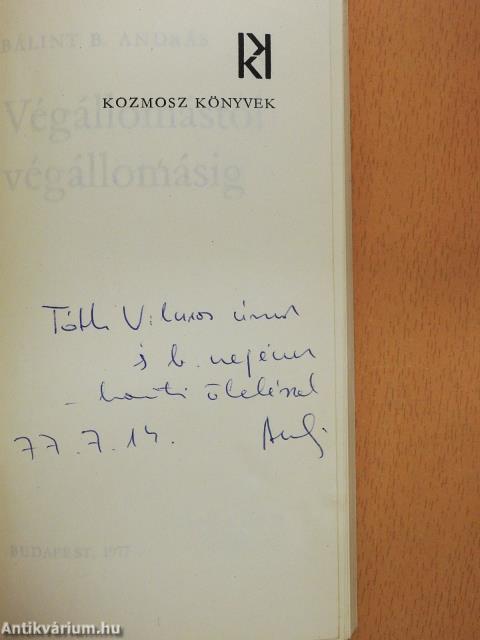 BÁLINT B. ANDRÁS
KOZMOSZ KÖNYVEK
Végállomástól
végállomásig
Tóth Vilmos úrnak
s b. nejének
– baráti öleléssel
77.7.14. Andr.
BUDAPEST, 1977
Antikvárium.hu